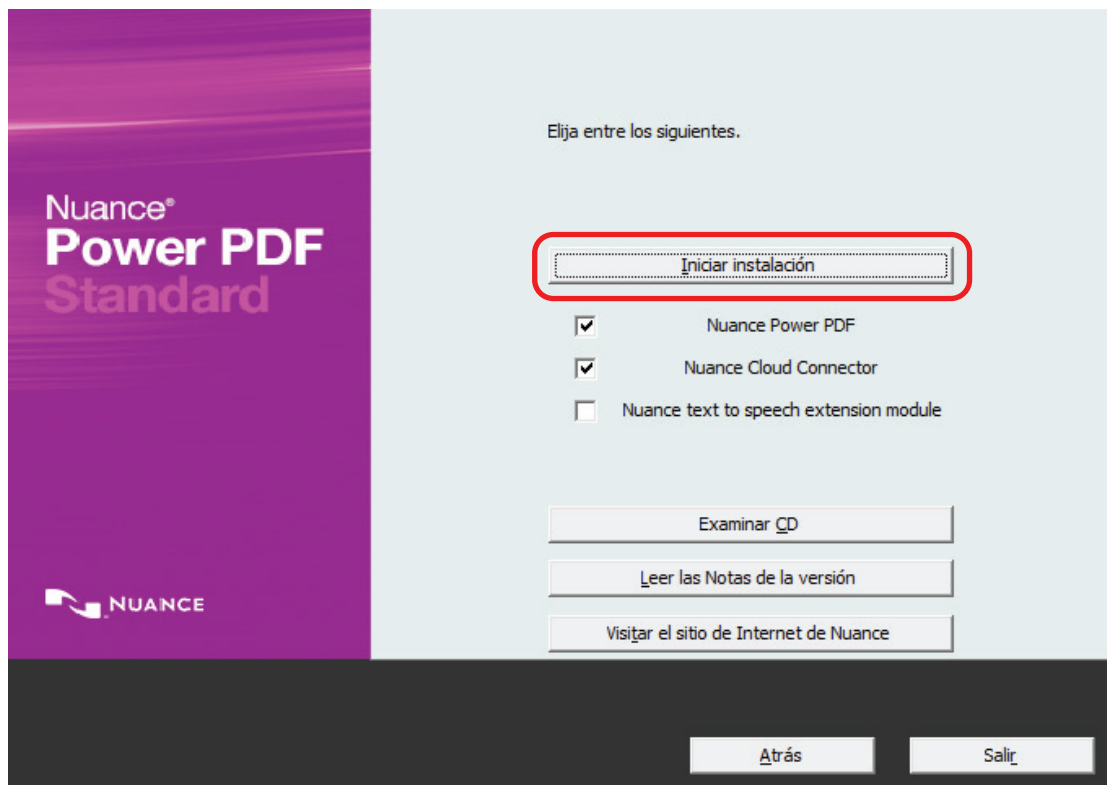 Nuance®
Power PDF
Standard
NUANCE
Elija entre los siguientes.
Iniciar instalación
Nuance Power PDF
Nuance Cloud Connector
Nuance text to speech extension module
Examinar CD
Leer las Notas de la versión
Visitar el sitio de Internet de Nuance
Atrás
Salir